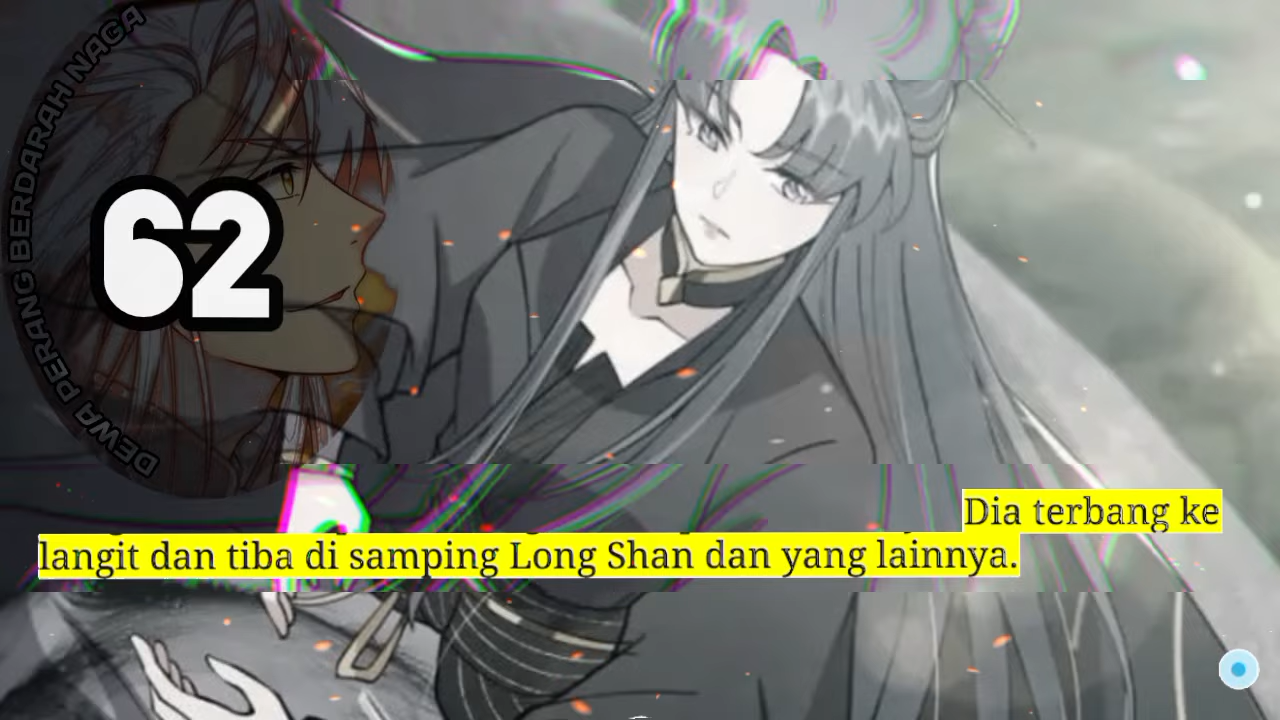 DEWA PERANG BERDARAH NAGA
62
Dia terbang ke
langit dan tiba di samping Long Shan dan yang lainnya.